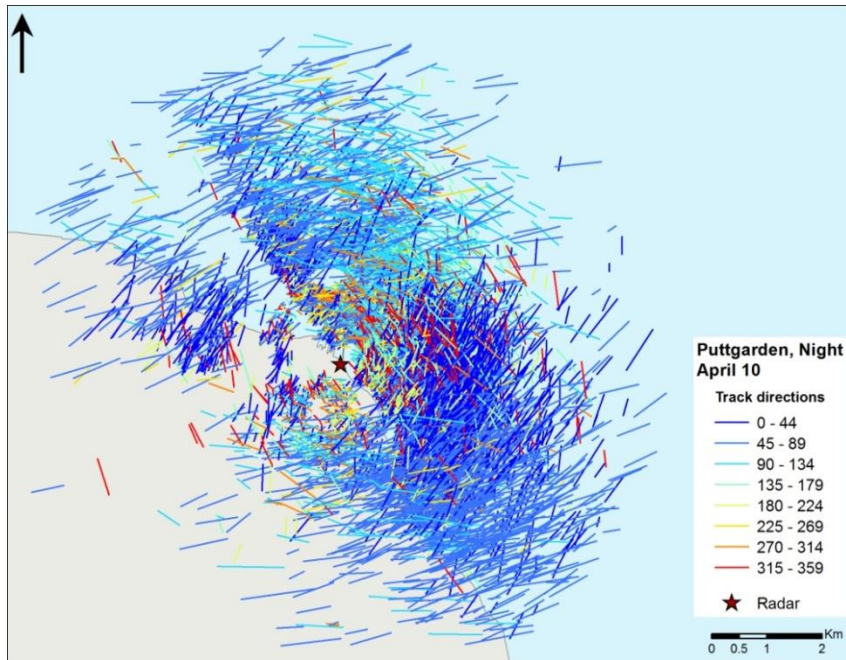 Puttgarden, Night
April 10
Track directions
0 - 44
45 - 89
90 - 134
135 - 179
180 - 224
225 - 269
270 - 314
315 - 359
Radar
Km
0 0.5 1 2